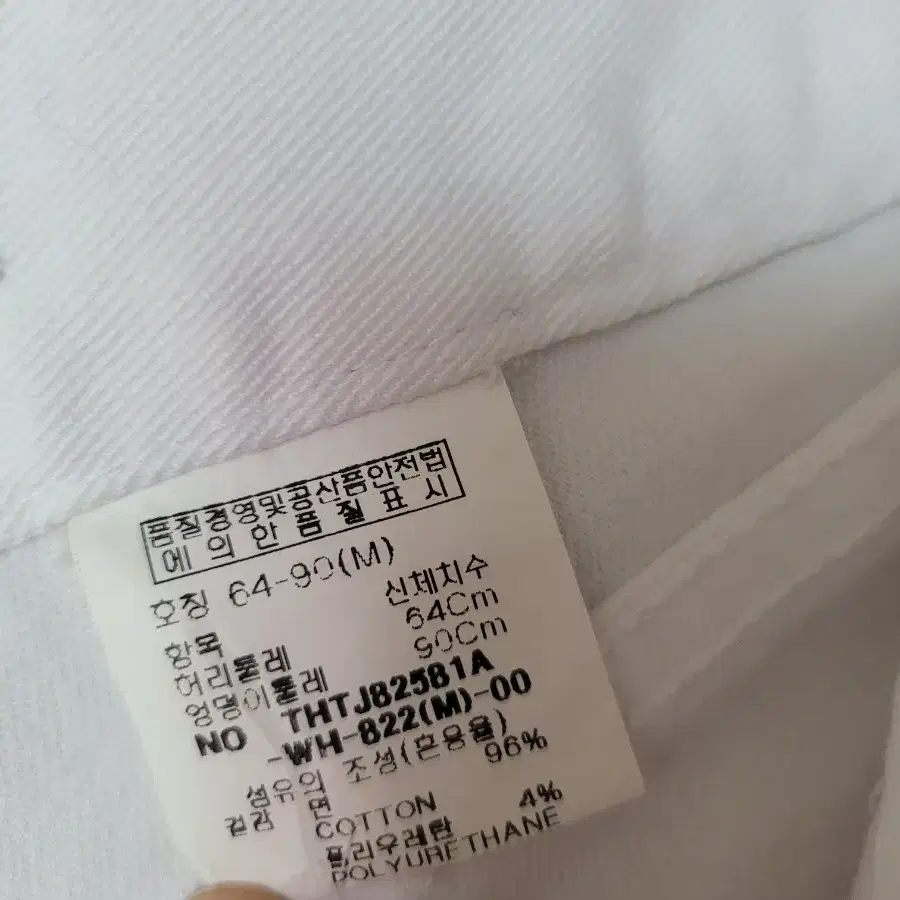 품질경영및공산품안전법
에 의 한 품 질 표 시
호칭 64-90(M)
항목 신체치수
허리둘레 64Cm
엉덩이둘레 90Cm
NO THTJ82581A
-WH-822(M)-00
섬유의 조성(혼용율)
겉감 면 96%
COTTON
폴리우레탄 4%
POLYURETHANE